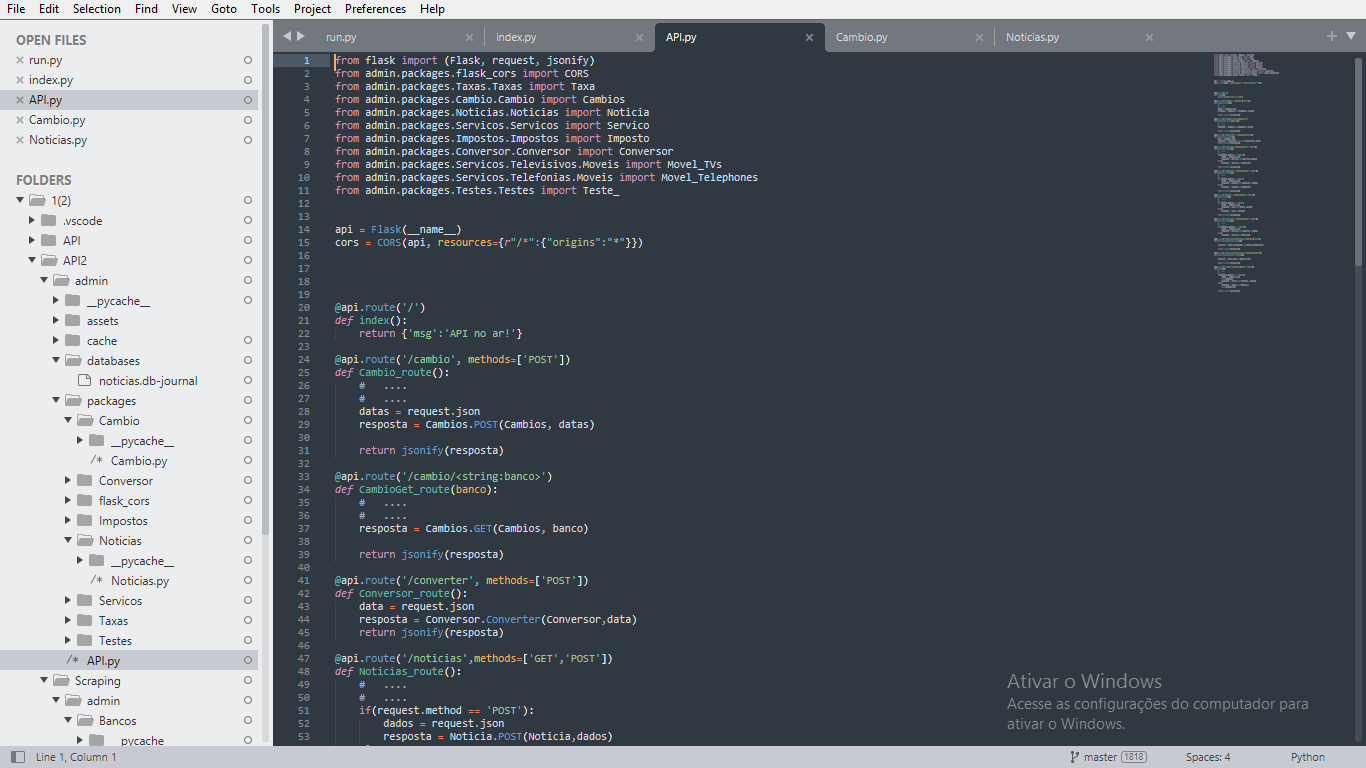 File Edit Selection Find View Goto Tools Project Preferences Help
OPEN FILES
run.py
index.py
API.py
Cambio.py
Noticias.py
FOLDERS
1(2)
.vscode
API
API2
admin
__pycache__
assets
cache
databases
noticias.db-journal
packages
Cambio
__pycache__
/* Cambio.py
Conversor
flask_cors
Impostos
Noticias
__pycache__
/* Noticias.py
Servicos
Taxas
Testes
/* API.py
Scraping
admin
Bancos
pycache
run.py index.py API.py Cambio.py Noticias.py
1 from flask import (Flask, request, jsonify)
2 from admin.packages.flask_cors import CORS
3 from admin.packages.Taxas.Taxas import Taxa
4 from admin.packages.Cambio.Cambio import Cambios
5 from admin.packages.Noticias.Noticias import Noticia
6 from admin.packages.Servicos.Servicos import Servico
7 from admin.packages.Impostos.Impostos import Imposto
8 from admin.packages.Conversor.Conversor import Conversor
9 from admin.packages.Servicos.Televisivos.Moveis import Movel_TVs
10 from admin.packages.Servicos.Telefonias.Moveis import Movel_Telephones
11 from admin.packages.Testes.Testes import Teste_
12
13
14 api = Flask(__name__)
15 cors = CORS(api, resources={r"/*":{"origins":"*"}})
16
17
18
19
20 @api.route('/')
21 def index():
22     return {'msg':'API no ar!'}
23
24 @api.route('/cambio', methods=['POST'])
25 def Cambio_route():
26     #   ....
27     #   ....
28     datas = request.json
29     resposta = Cambios.POST(Cambios, datas)
30
31     return jsonify(resposta)
32
33 @api.route('/cambio/<string:banco>')
34 def CambioGet_route(banco):
35     #   ....
36     #   ....
37     resposta = Cambios.GET(Cambios, banco)
38
39     return jsonify(resposta)
40
41 @api.route('/converter', methods=['POST'])
42 def Conversor_route():
43     data = request.json
44     resposta = Conversor.Converter(Conversor,data)
45     return jsonify(resposta)
46
47 @api.route('/noticias',methods=['GET','POST'])
48 def Noticias_route():
49     #   ....
50     #   ....
51     if(request.method == 'POST'):
52         dados = request.json
53         resposta = Noticia.POST(Noticia,dados)
Ativar o Windows
Acesse as configurações do computador para
ativar o Windows.
Line 1, Column 1 master 1818 Spaces: 4 Python